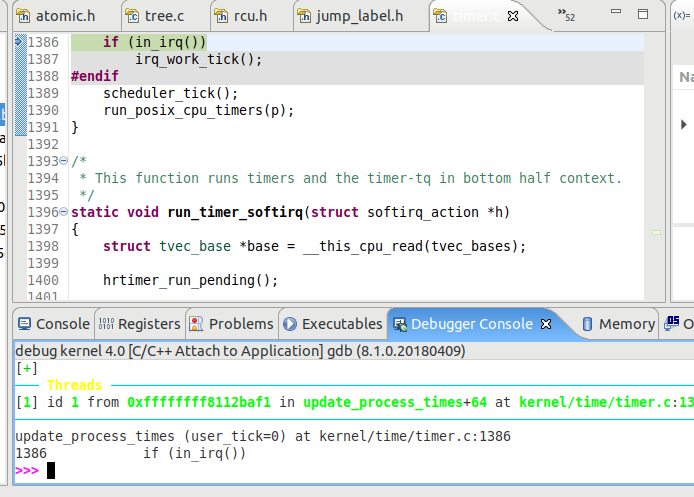 atomic.h tree.c rcu.h jump_label.h timer.c »52 (x)=
1386 if (in_irq())
1387 irq_work_tick();
1388 #endif
1389 scheduler_tick();
1390 run_posix_cpu_timers(p);
1391 }
1392
1393 /*
1394 * This function runs timers and the timer-tq in bottom half context.
1395 */
1396 static void run_timer_softirq(struct softirq_action *h)
1397 {
1398 struct tvec_base *base = __this_cpu_read(tvec_bases);
1399
1400 hrtimer_run_pending();
1401
Na
Console Registers Problems Executables Debugger Console Memory O
debug kernel 4.0 [C/C++ Attach to Application] gdb (8.1.0.20180409)
[+]
Threads
[1] id 1 from 0xffffffff8112baf1 in update_process_times+64 at kernel/time/timer.c:13
update_process_times (user_tick=0) at kernel/time/timer.c:1386
1386 if (in_irq())
>>>